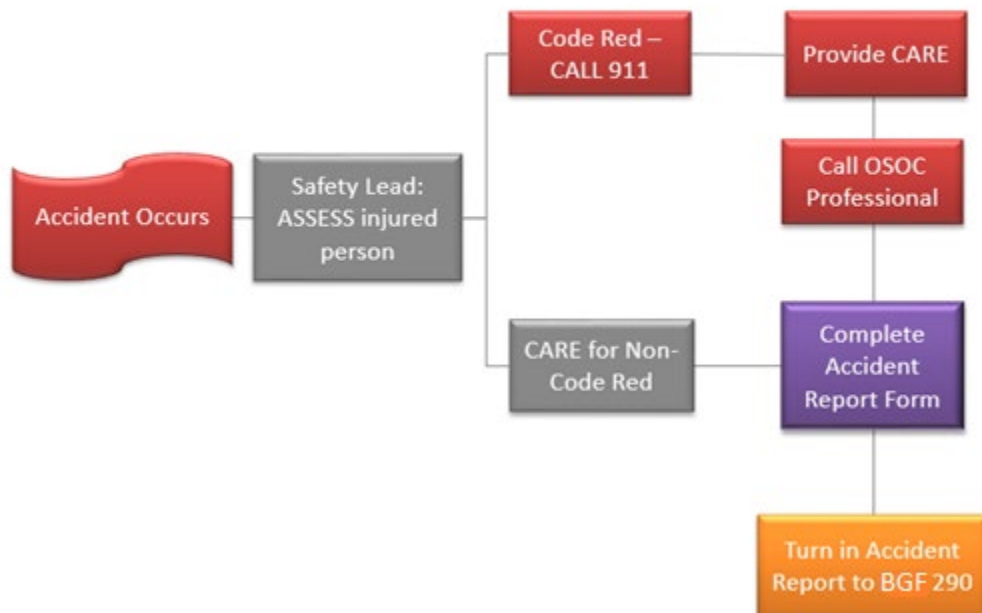 Code Red –
CALL 911
Provide CARE
Accident Occurs
Safety Lead:
ASSESS injured
person
Call OSOC
Professional
CARE for Non-
Code Red
Complete
Accident
Report Form
Turn in Accident
Report to BGF 290